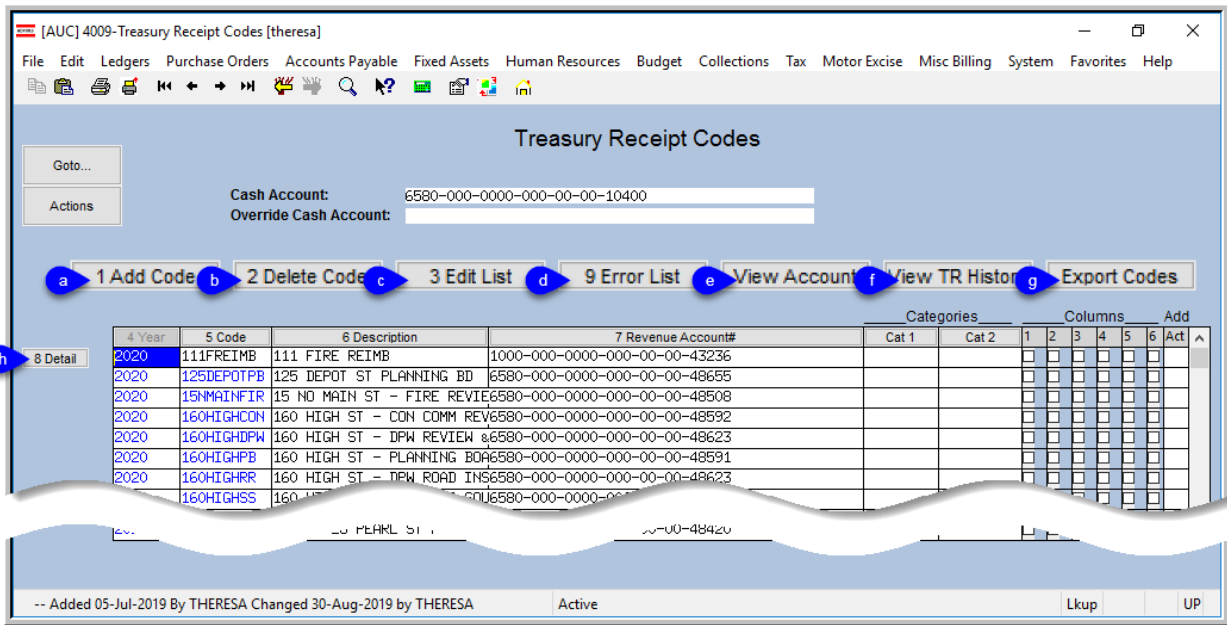 [AUC] 4009-Treasury Receipt Codes [theresa]
File Edit Ledgers Purchase Orders Accounts Payable Fixed Assets Human Resources Budget Collections Tax Motor Excise Misc Billing System Favorites Help
Treasury Receipt Codes
Goto...
Actions
Cash Account: 6580-000-0000-000-00-00-10400
Override Cash Account:
a 1 Add Code b 2 Delete Code c 3 Edit List d 9 Error List e View Account f View TR History g Export Codes
Categories Columns Add
h 8 Detail
4 Year 5 Code 6 Description 7 Revenue Account# Cat 1 Cat 2 1 2 3 4 5 6 Act
2020 111FREIMB 111 FIRE REIMB 1000-000-0000-000-00-00-43236
2020 125DEPOTPB 125 DEPOT ST PLANNING BD 6580-000-0000-000-00-00-48655
2020 15NMAINFIR 15 NO MAIN ST - FIRE REVIE 6580-000-0000-000-00-00-48508
2020 160HIGHCON 160 HIGH ST - CON COMM REV 6580-000-0000-000-00-00-48592
2020 160HIGHDPW 160 HIGH ST - DPW REVIEW & 6580-000-0000-000-00-00-48623
2020 160HIGHPB 160 HIGH ST - PLANNING BOA 6580-000-0000-000-00-00-48591
2020 160HIGHRR 160 HIGH ST - DPW ROAD INS 6580-000-0000-000-00-00-48623
160HIGHSS 160 6580-000-0000-
PEARL ST -00-00-48420
-- Added 05-Jul-2019 By THERESA Changed 30-Aug-2019 by THERESA Active Lkup UP